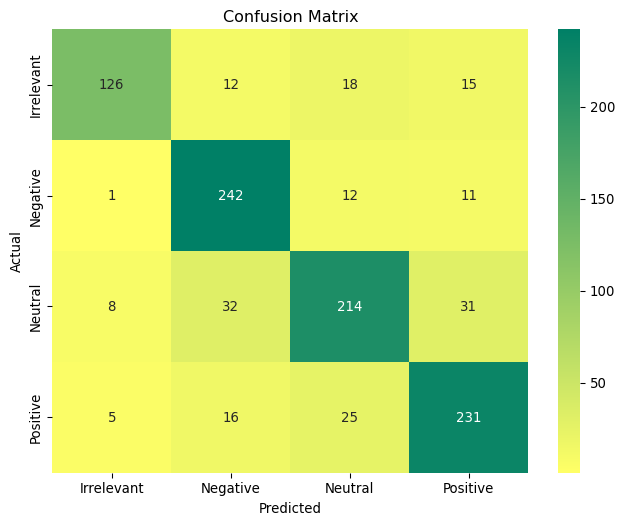 Confusion Matrix
Actual
Irrelevant
126 12 18 15
Negative
1 242 12 11
Neutral
8 32 214 31
Positive
5 16 25 231
Irrelevant Negative Neutral Positive
Predicted
200
150
100
50